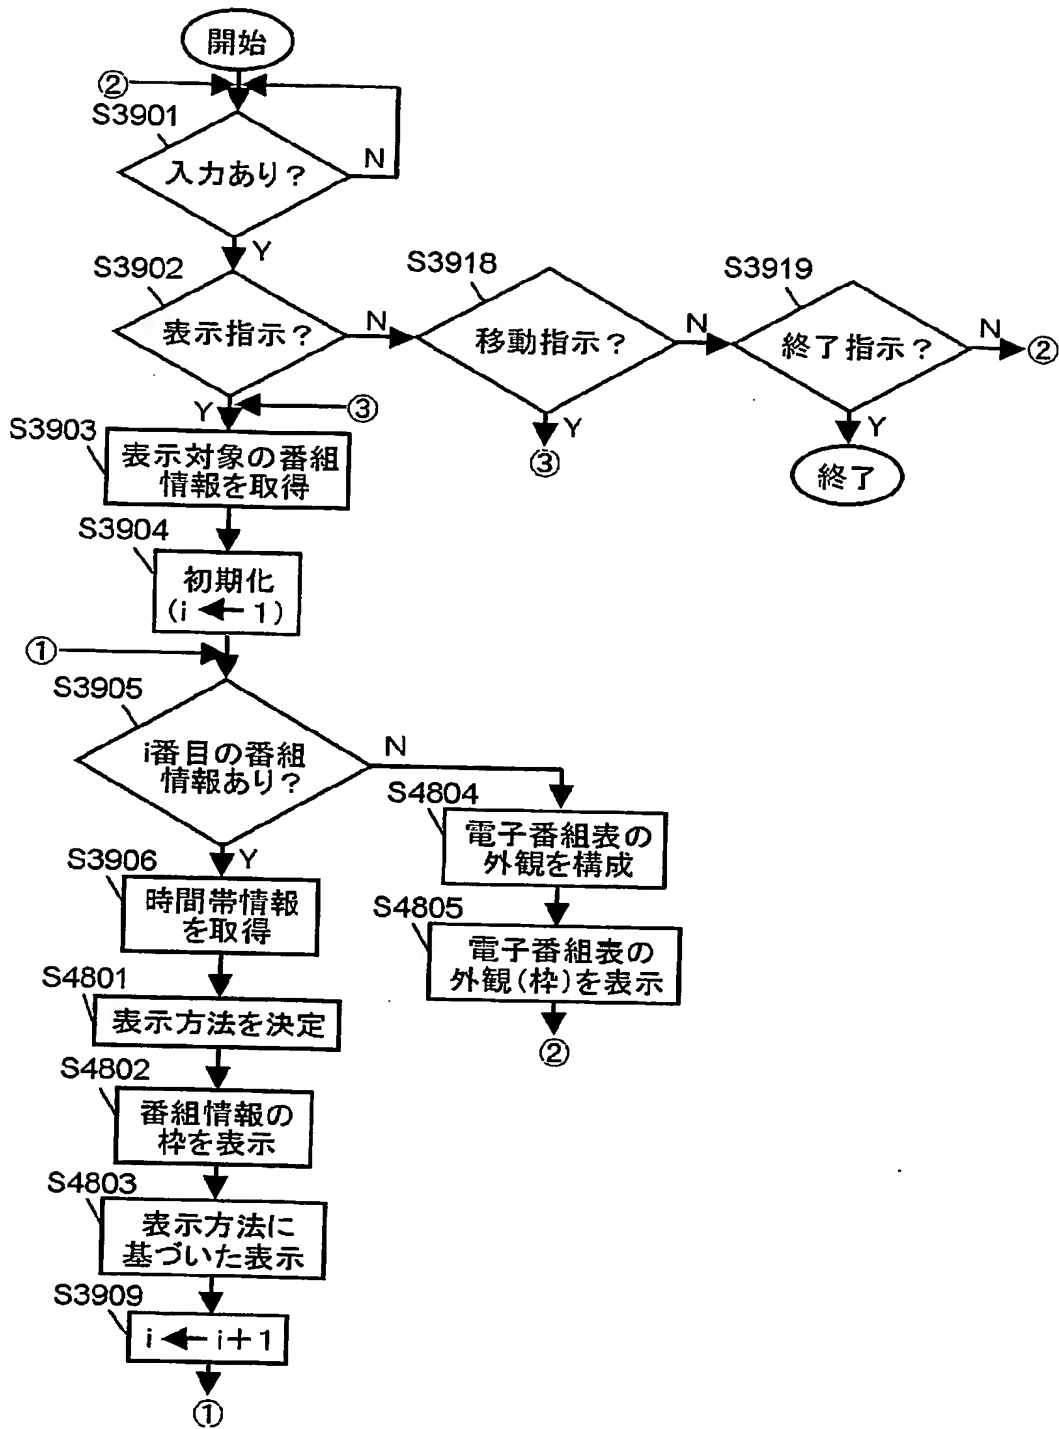 開始
②
S3901
入力あり?
N
Y
S3902
表示指示?
N
S3918
移動指示?
N
S3919
終了指示?
N
②
Y
③
Y
③
Y
終了
S3903
表示対象の番組
情報を取得
S3904
初期化
(i ← 1)
①
S3905
i番目の番組
情報あり?
N
Y
S4804
電子番組表の
外観を構成
S4805
電子番組表の
外観(枠)を表示
②
S3906
時間帯情報
を取得
S4801
表示方法を決定
S4802
番組情報の
枠を表示
S4803
表示方法に
基づいた表示
S3909
i ← i+1
①